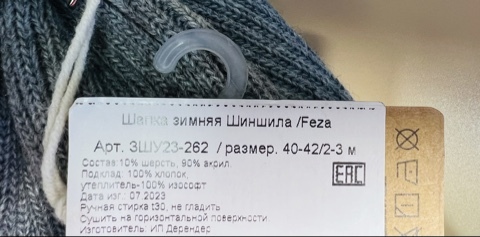 Шапка зимняя Шиншила /Feza
Арт. ЗШУ23-262 / размер. 40-42/2-3 м
Состав:10% шерсть, 90% акрил.
Подклад: 100% хлопок,
утеплитель-100% изософт
Дата изг.: 07.2023
Ручная стирка t30, не гладить
Сушить на горизонтальной поверхности.
Изготовитель: ИП Дерендер
EAC